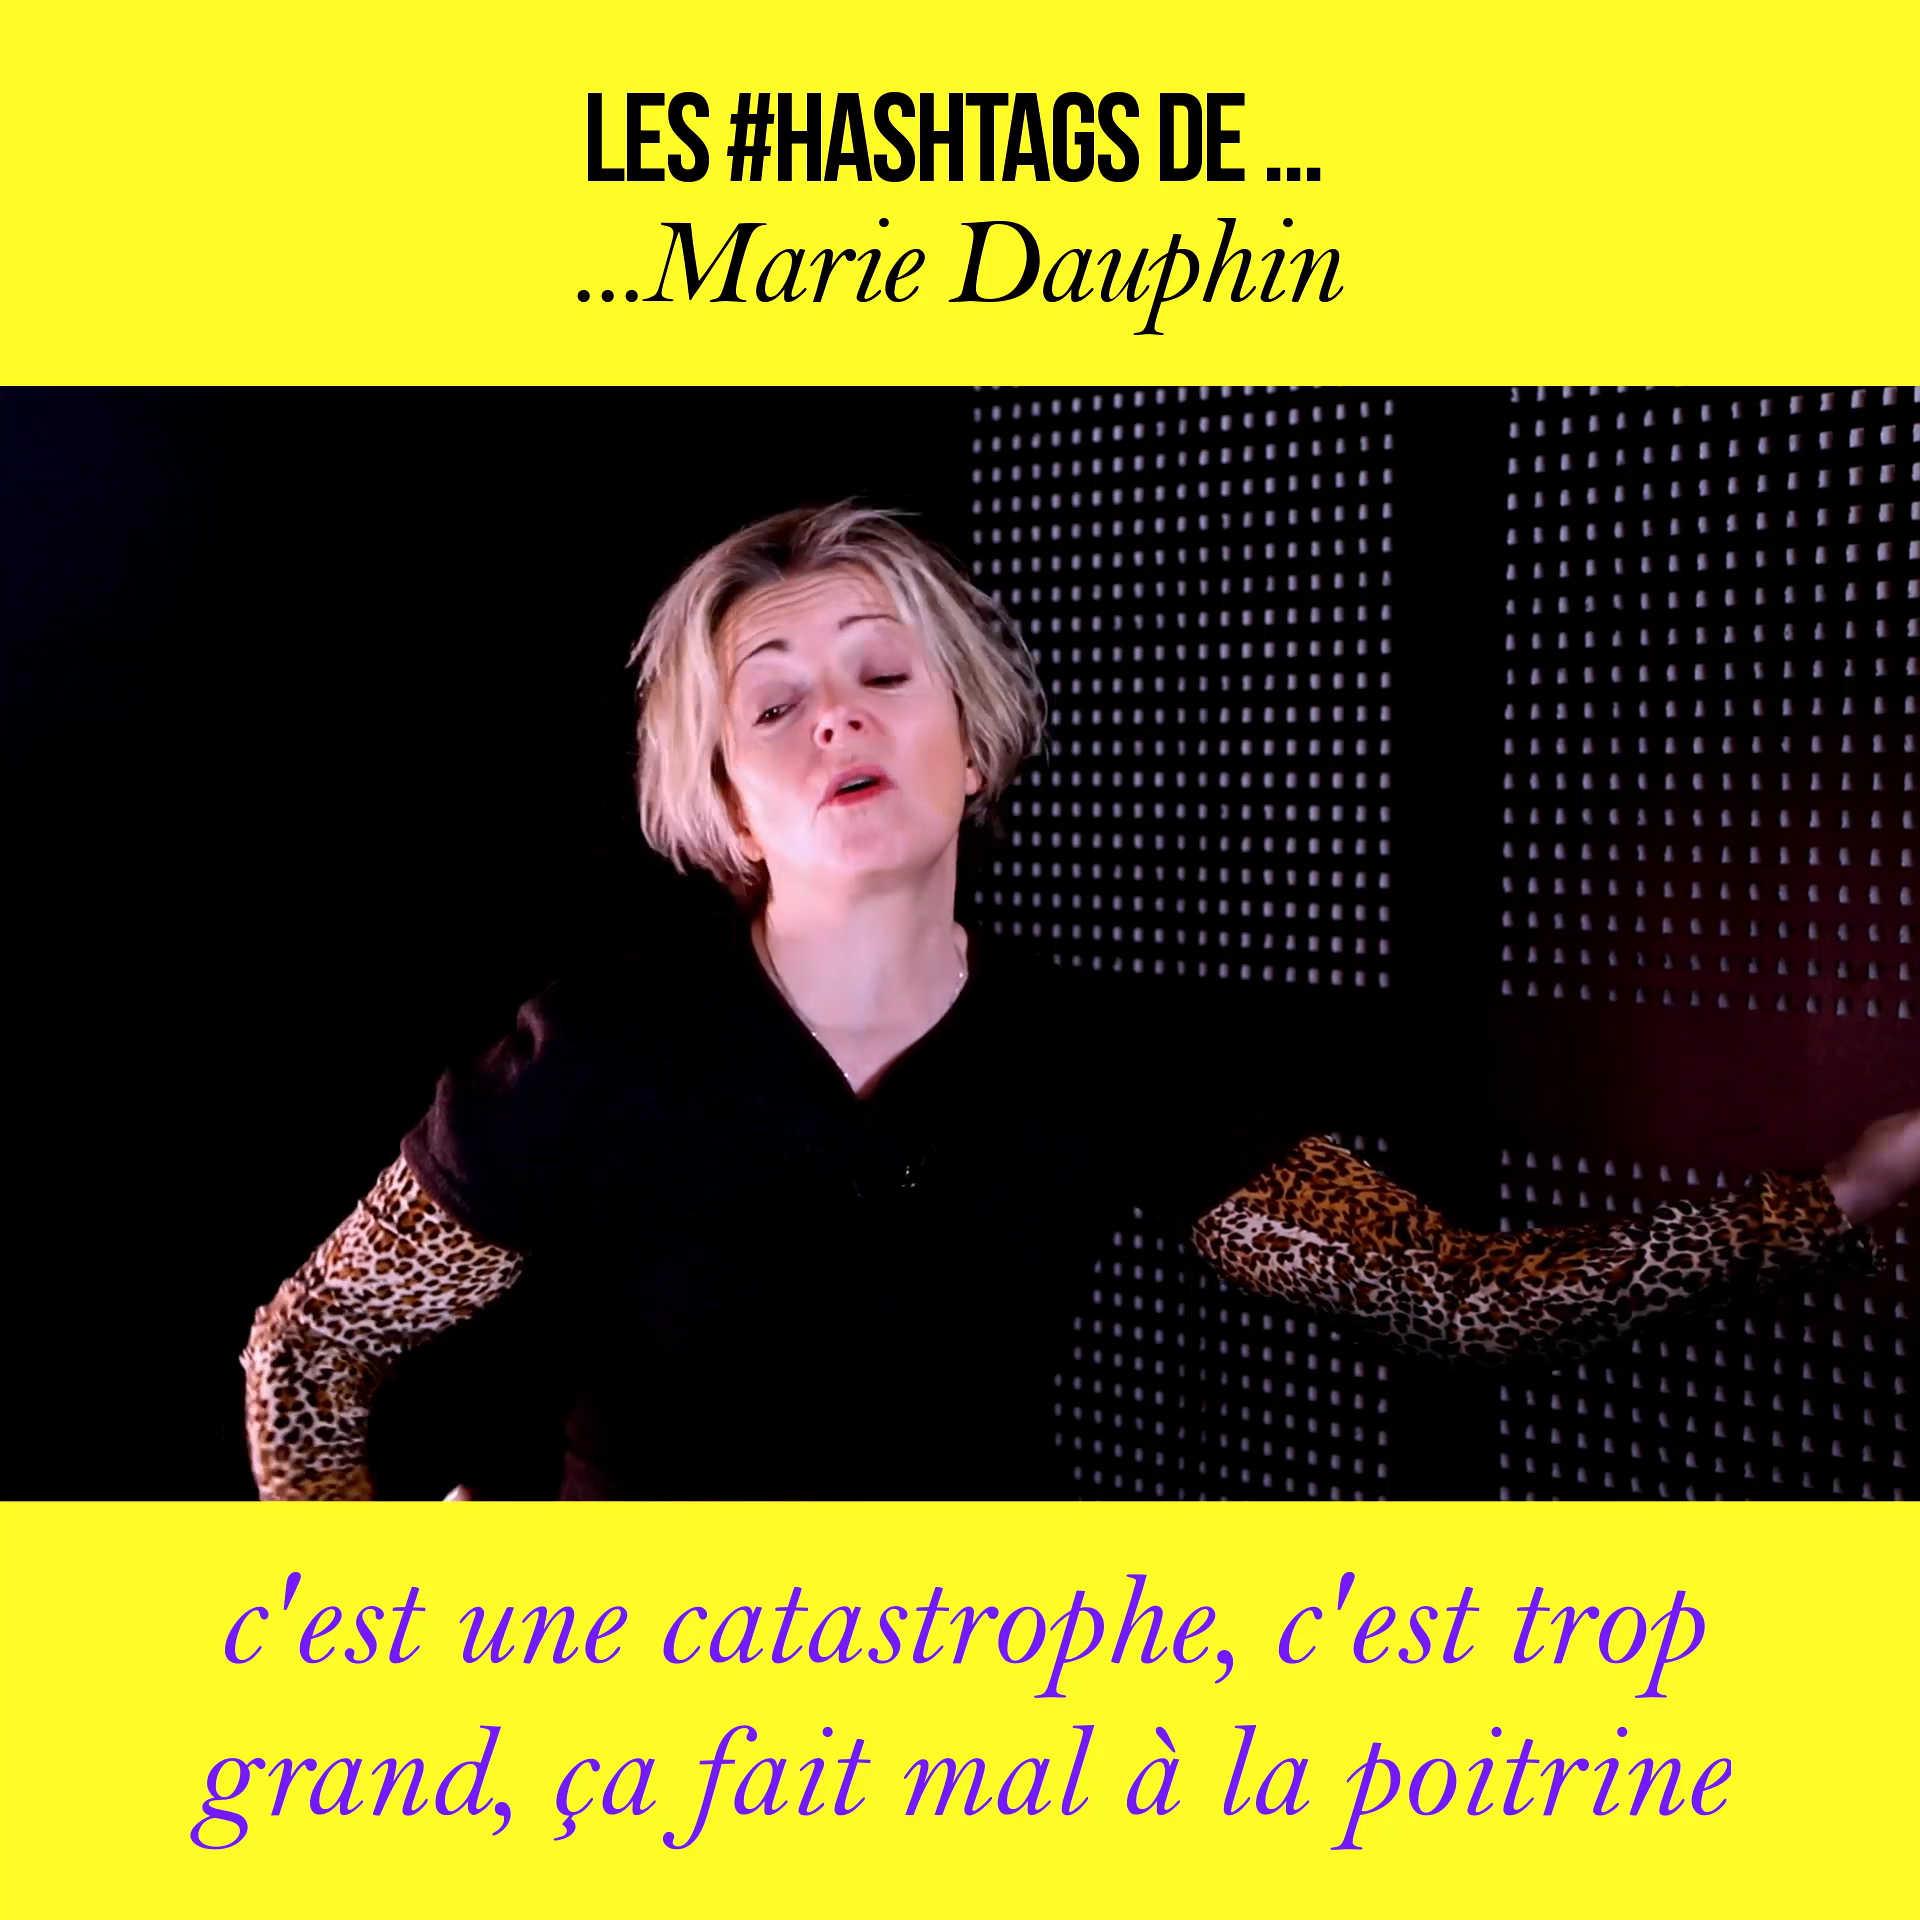 LES #HASHTAGS DE ...
...Marie Dauphin
c'est une catastrophe, c'est trop
grand, ça fait mal à la poitrine